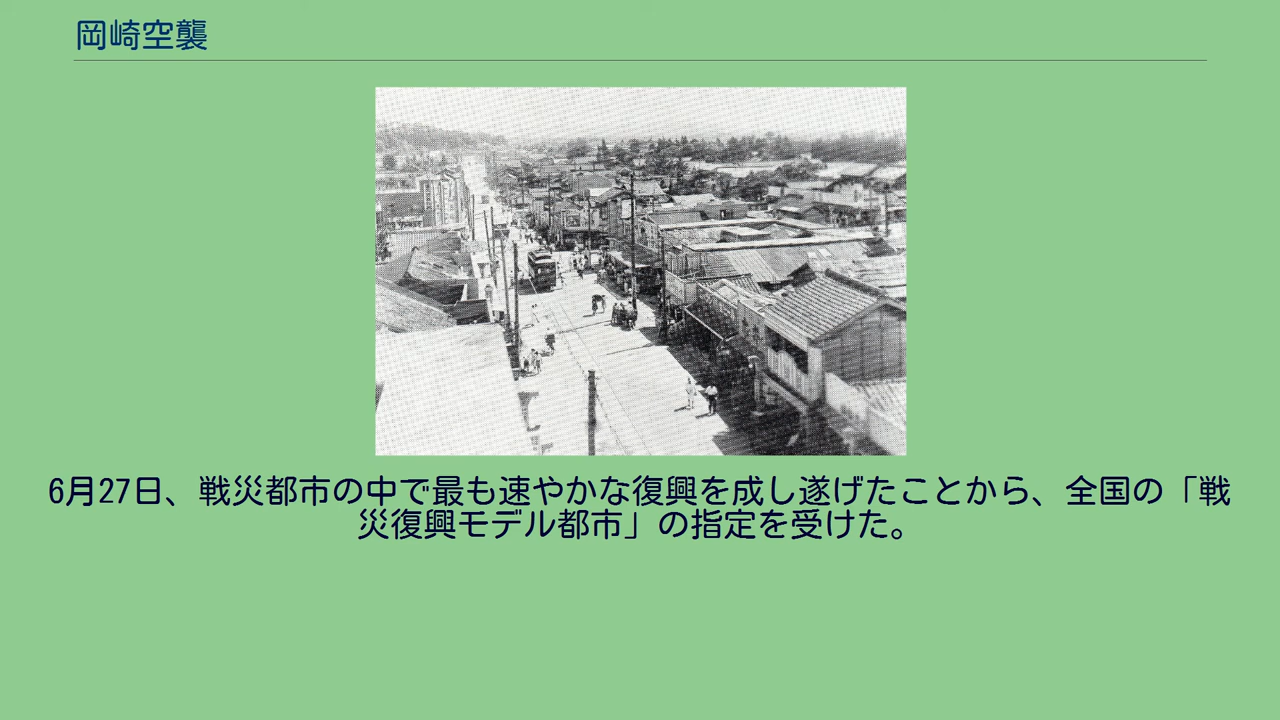 岡崎空襲
6月27日、戦災都市の中で最も速やかな復興を成し遂げたことから、全国の「戦
災復興モデル都市」の指定を受けた。